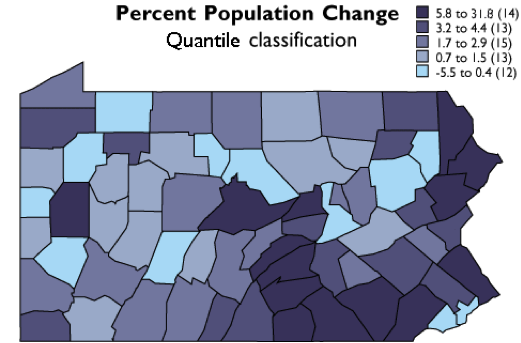 Percent Population Change
Quantile classification
5.8 to 31.8 (14)
3.2 to 4.4 (13)
1.7 to 2.9 (15)
0.7 to 1.5 (13)
-5.5 to 0.4 (12)